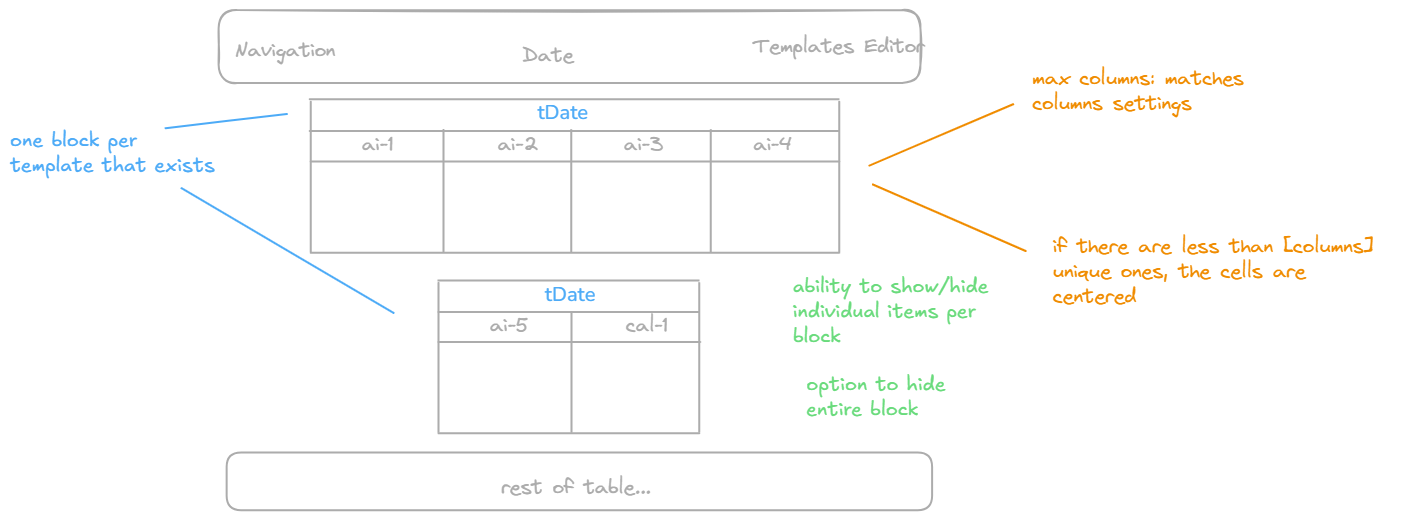 Navigation
Date
Templates Editor
max columns: matches
columns settings
tDate
one block per
template that exists
ai-1
ai-2
ai-3
ai-4
if there are less than [columns]
unique ones, the cells are
centered
tDate
ability to show/hide
individual items per
block
ai-5
cal-1
option to hide
entire block
rest of table...